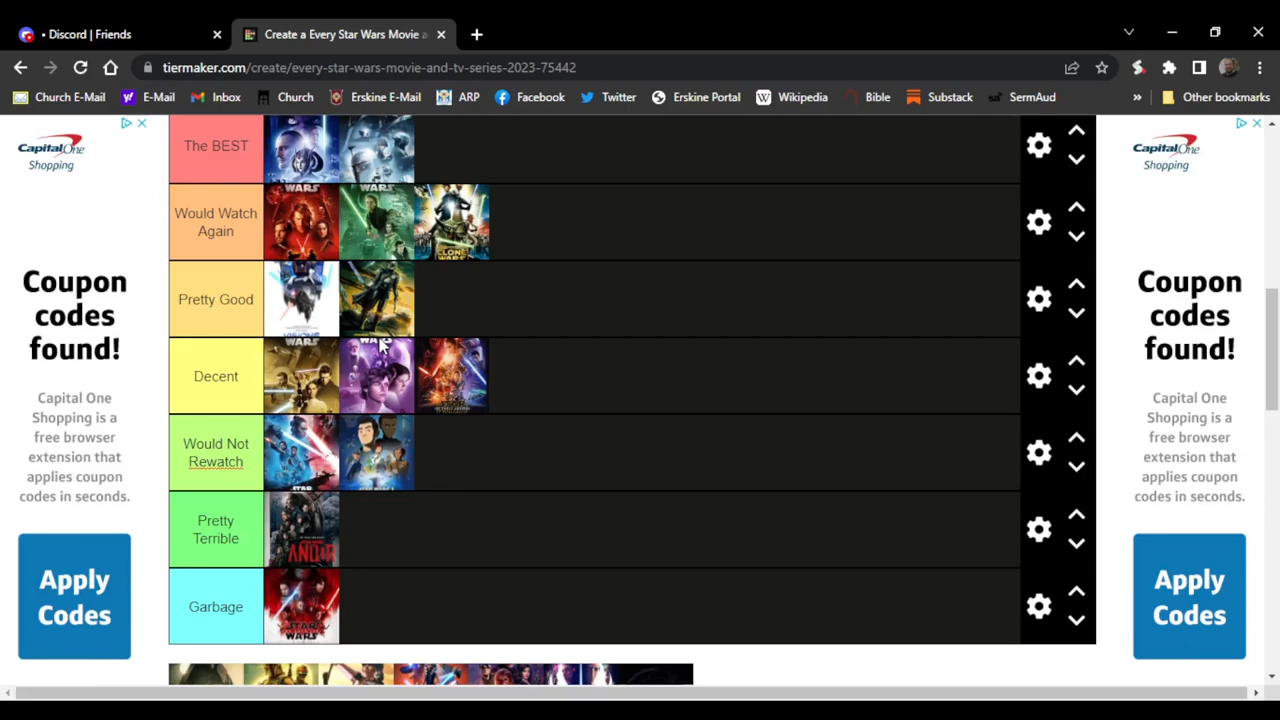 • Discord | Friends
Create a Every Star Wars Movie a
tiermaker.com/create/every-star-wars-movie-and-tv-series-2023-75442
Church E-Mail
E-Mail
Inbox
Church
Erskine E-Mail
ARP
Facebook
Twitter
Erskine Portal
Wikipedia
Bible
Substack
SermAud
»
Other bookmarks
Capital One
Shopping
Coupon
codes
found!
Capital One
Shopping is a
free browser
extension that
applies coupon
codes in seconds.
Apply
Codes
The BEST
Would Watch
Again
WARS
WARS
CLONE
WARS
Pretty Good
VISIONS
Decent
WARS
Would Not
Rewatch
STAR
Pretty
Terrible
ANDOR
Garbage
STAR
WARS
Capital One
Shopping
Coupon
codes
found!
Capital One
Shopping is a
free browser
extension that
applies coupon
codes in seconds.
Apply
Codes